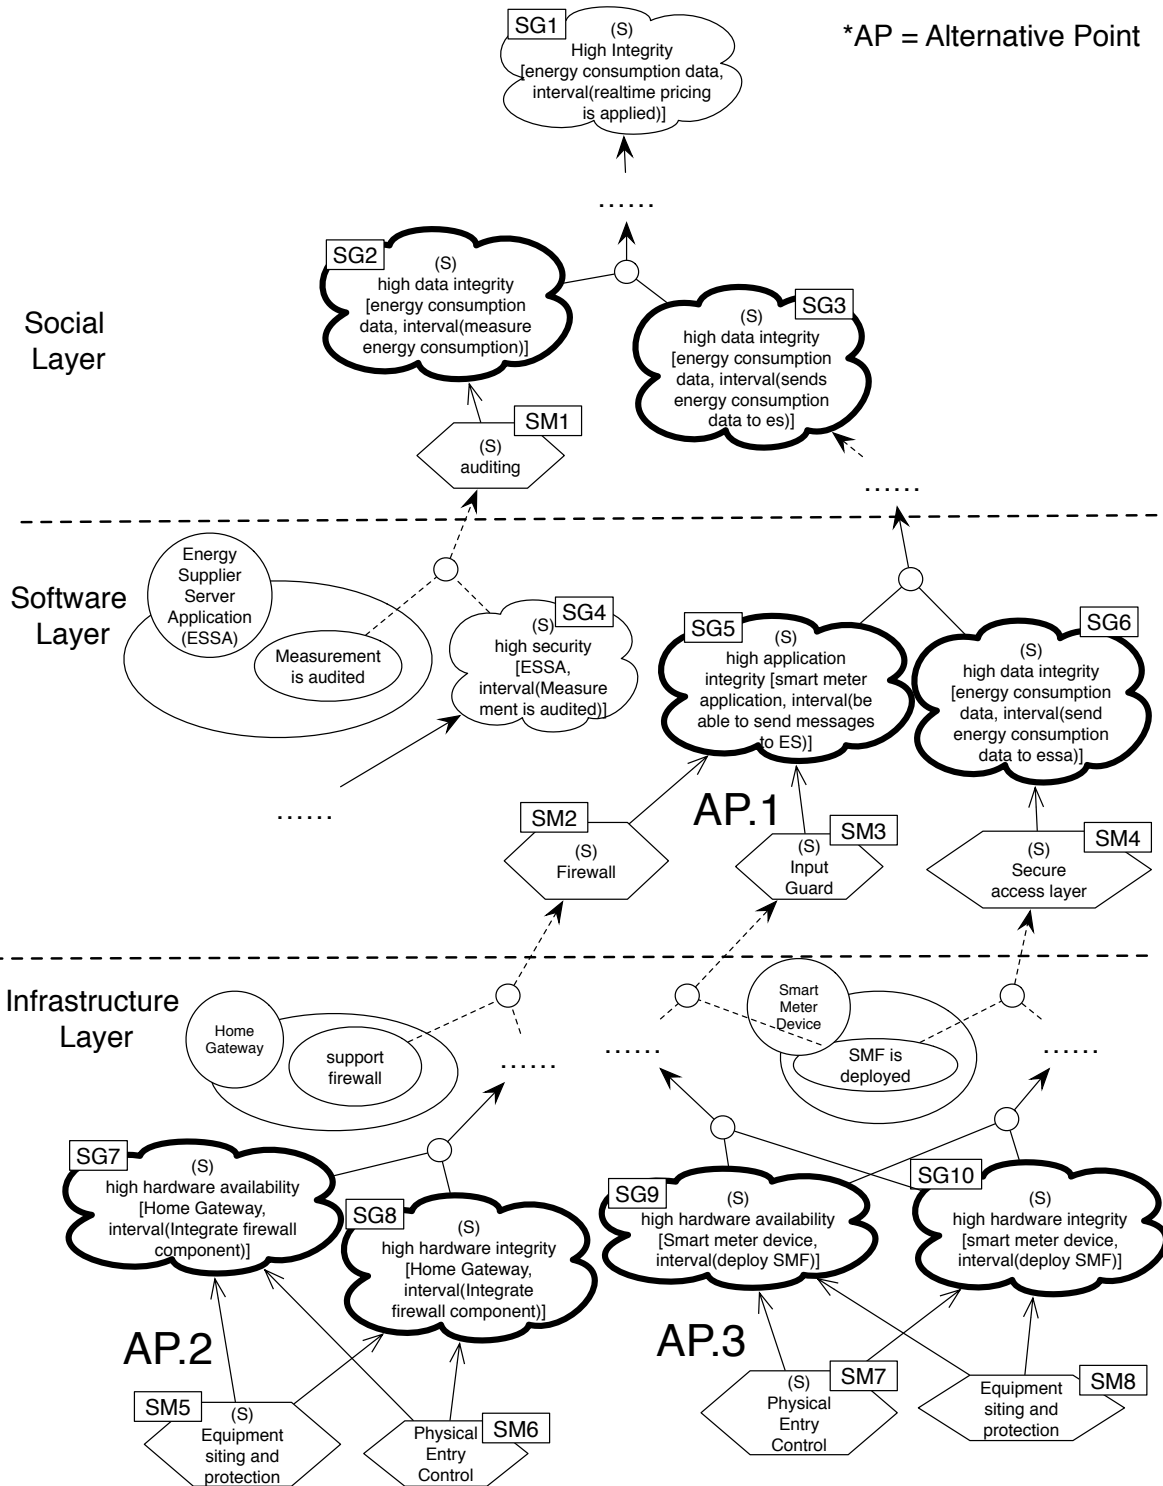 *AP = Alternative Point
SG1
(S)
High Integrity
[energy consumption data,
interval(realtime pricing
is applied)]
......
Social
Layer
SG2
(S)
high data integrity
[energy consumption
data, interval(measure
energy consumption)]
SG3
(S)
high data integrity
[energy consumption
data, interval(sends
energy consumption
data to es)]
SM1
(S)
auditing
......
Software
Layer
Energy
Supplier
Server
Application
(ESSA)
Measurement
is audited
SG4
(S)
high security
[ESSA,
interval(Measure
ment is audited)]
......
SG5
(S)
high application
integrity [smart meter
application, interval(be
able to send messages
to ES)]
SG6
(S)
high data integrity
[energy consumption
data, interval(send
energy consumption
data to essa)]
AP.1
SM2
(S)
Firewall
SM3
(S)
Input
Guard
SM4
(S)
Secure
access layer
Infrastructure
Layer
Home
Gateway
support
firewall
......
......
Smart
Meter
Device
SMF is
deployed
......
SG7
(S)
high hardware availability
[Home Gateway,
interval(Integrate firewall
component)]
SG8
(S)
high hardware integrity
[Home Gateway,
interval(Integrate
firewall component)]
SG9
(S)
high hardware availability
[Smart meter device,
interval(deploy SMF)]
SG10
(S)
high hardware integrity
[smart meter device,
interval(deploy SMF)]
AP.2
AP.3
SM5
(S)
Equipment
siting and
protection
SM6
Physical
Entry
Control
SM7
(S)
Physical
Entry
Control
SM8
Equipment
siting and
protection